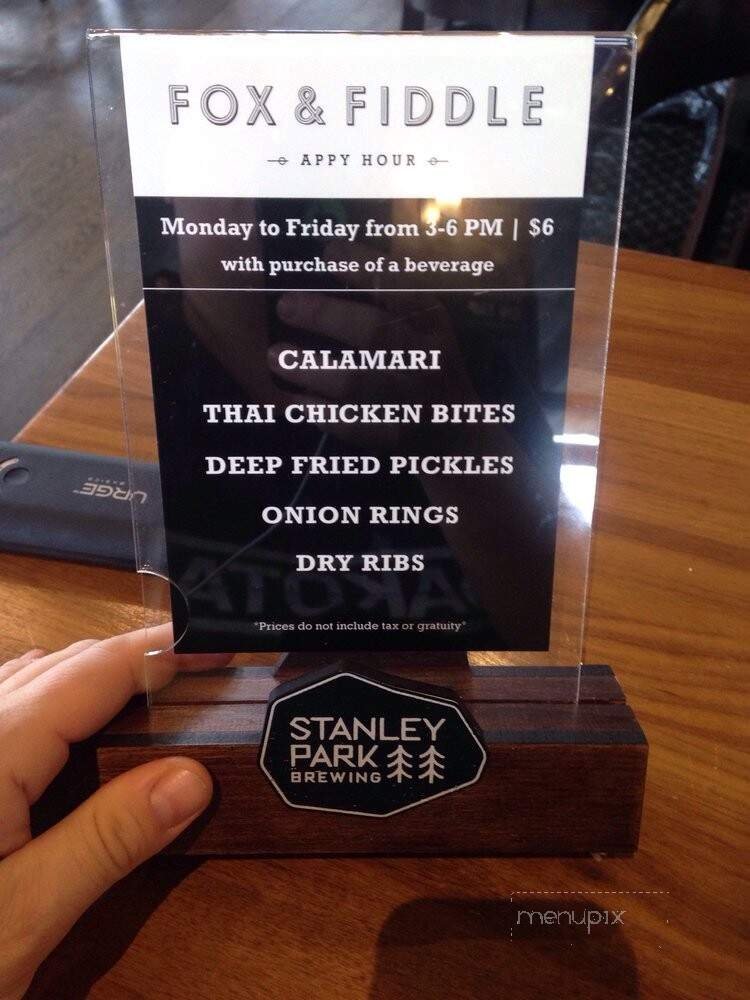 FOX & FIDDLE
APPY HOUR
Monday to Friday from 3-6 PM | $6
with purchase of a beverage
CALAMARI
THAI CHICKEN BITES
DEEP FRIED PICKLES
ONION RINGS
DRY RIBS
*Prices do not include tax or gratuity*
URGE
BASICS
STANLEY
PARK
BREWING
menupix